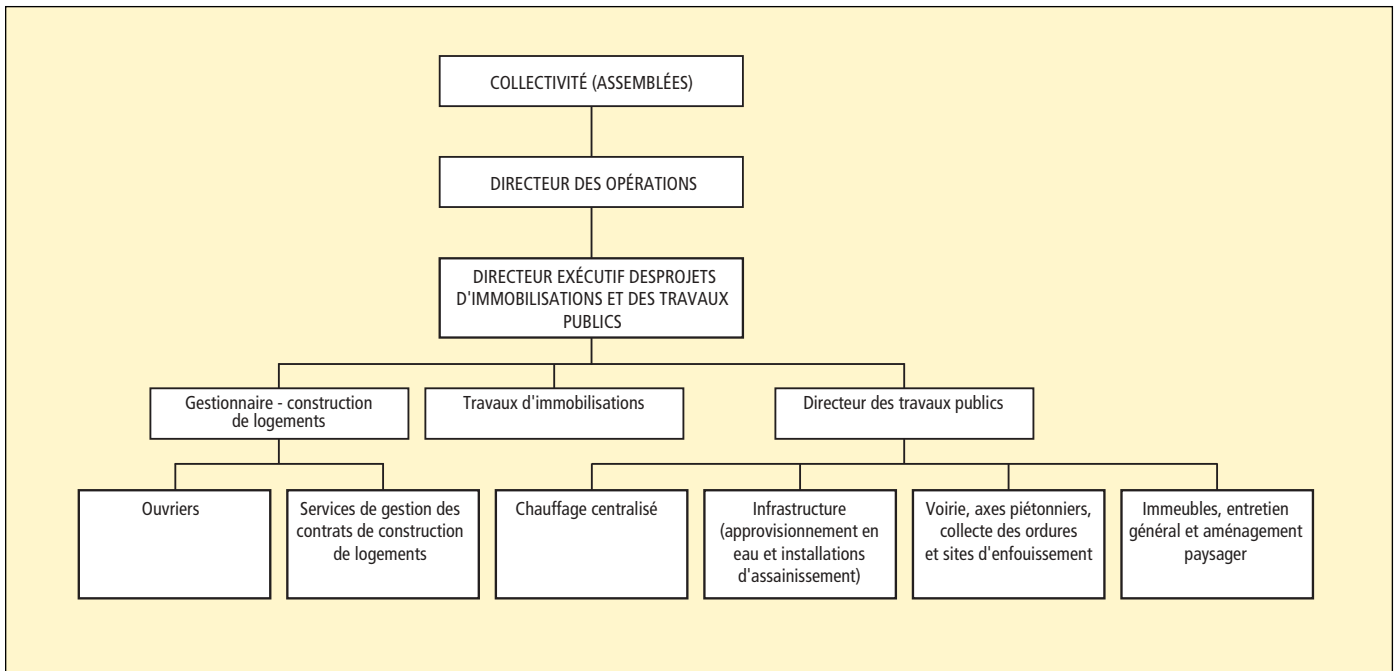 COLLECTIVITÉ (ASSEMBLÉES)
DIRECTEUR DES OPÉRATIONS
DIRECTEUR EXÉCUTIF DESPROJETS
D'IMMOBILISATIONS ET DES TRAVAUX
PUBLICS
Gestionnaire - construction
de logements
Travaux d'immobilisations
Directeur des travaux publics
Ouvriers
Services de gestion des
contrats de construction
de logements
Chauffage centralisé
Infrastructure
(approvisionnement en
eau et installations
d'assainissement)
Voirie, axes piétonniers,
collecte des ordures
et sites d'enfouissement
Immeubles, entretien
général et aménagement
paysager